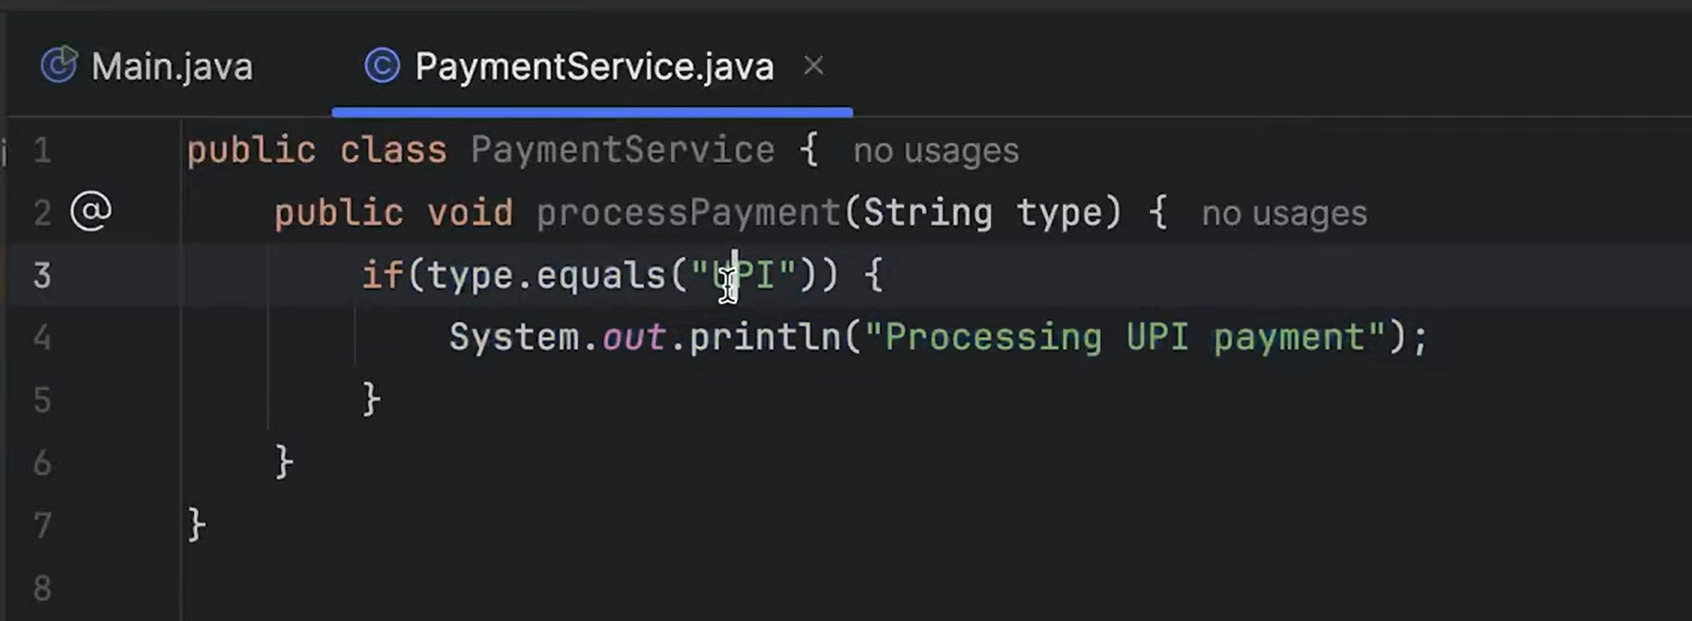 Main.java PaymentService.java
1 public class PaymentService { no usages
2 @ public void processPayment(String type) { no usages
3 if(type.equals("UPI")) {
4 System.out.println("Processing UPI payment");
5 }
6 }
7 }
8